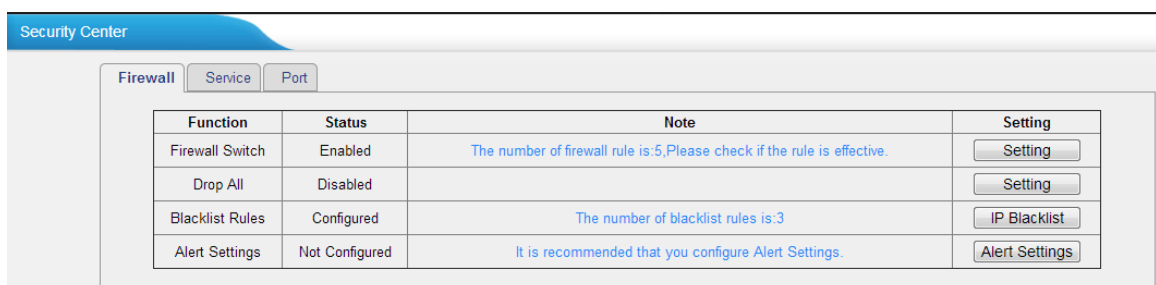 Security Center
Firewall Service Port
Function Status Note Setting
Firewall Switch Enabled The number of firewall rule is:5,Please check if the rule is effective. Setting
Drop All Disabled Setting
Blacklist Rules Configured The number of blacklist rules is:3 IP Blacklist
Alert Settings Not Configured It is recommended that you configure Alert Settings. Alert Settings